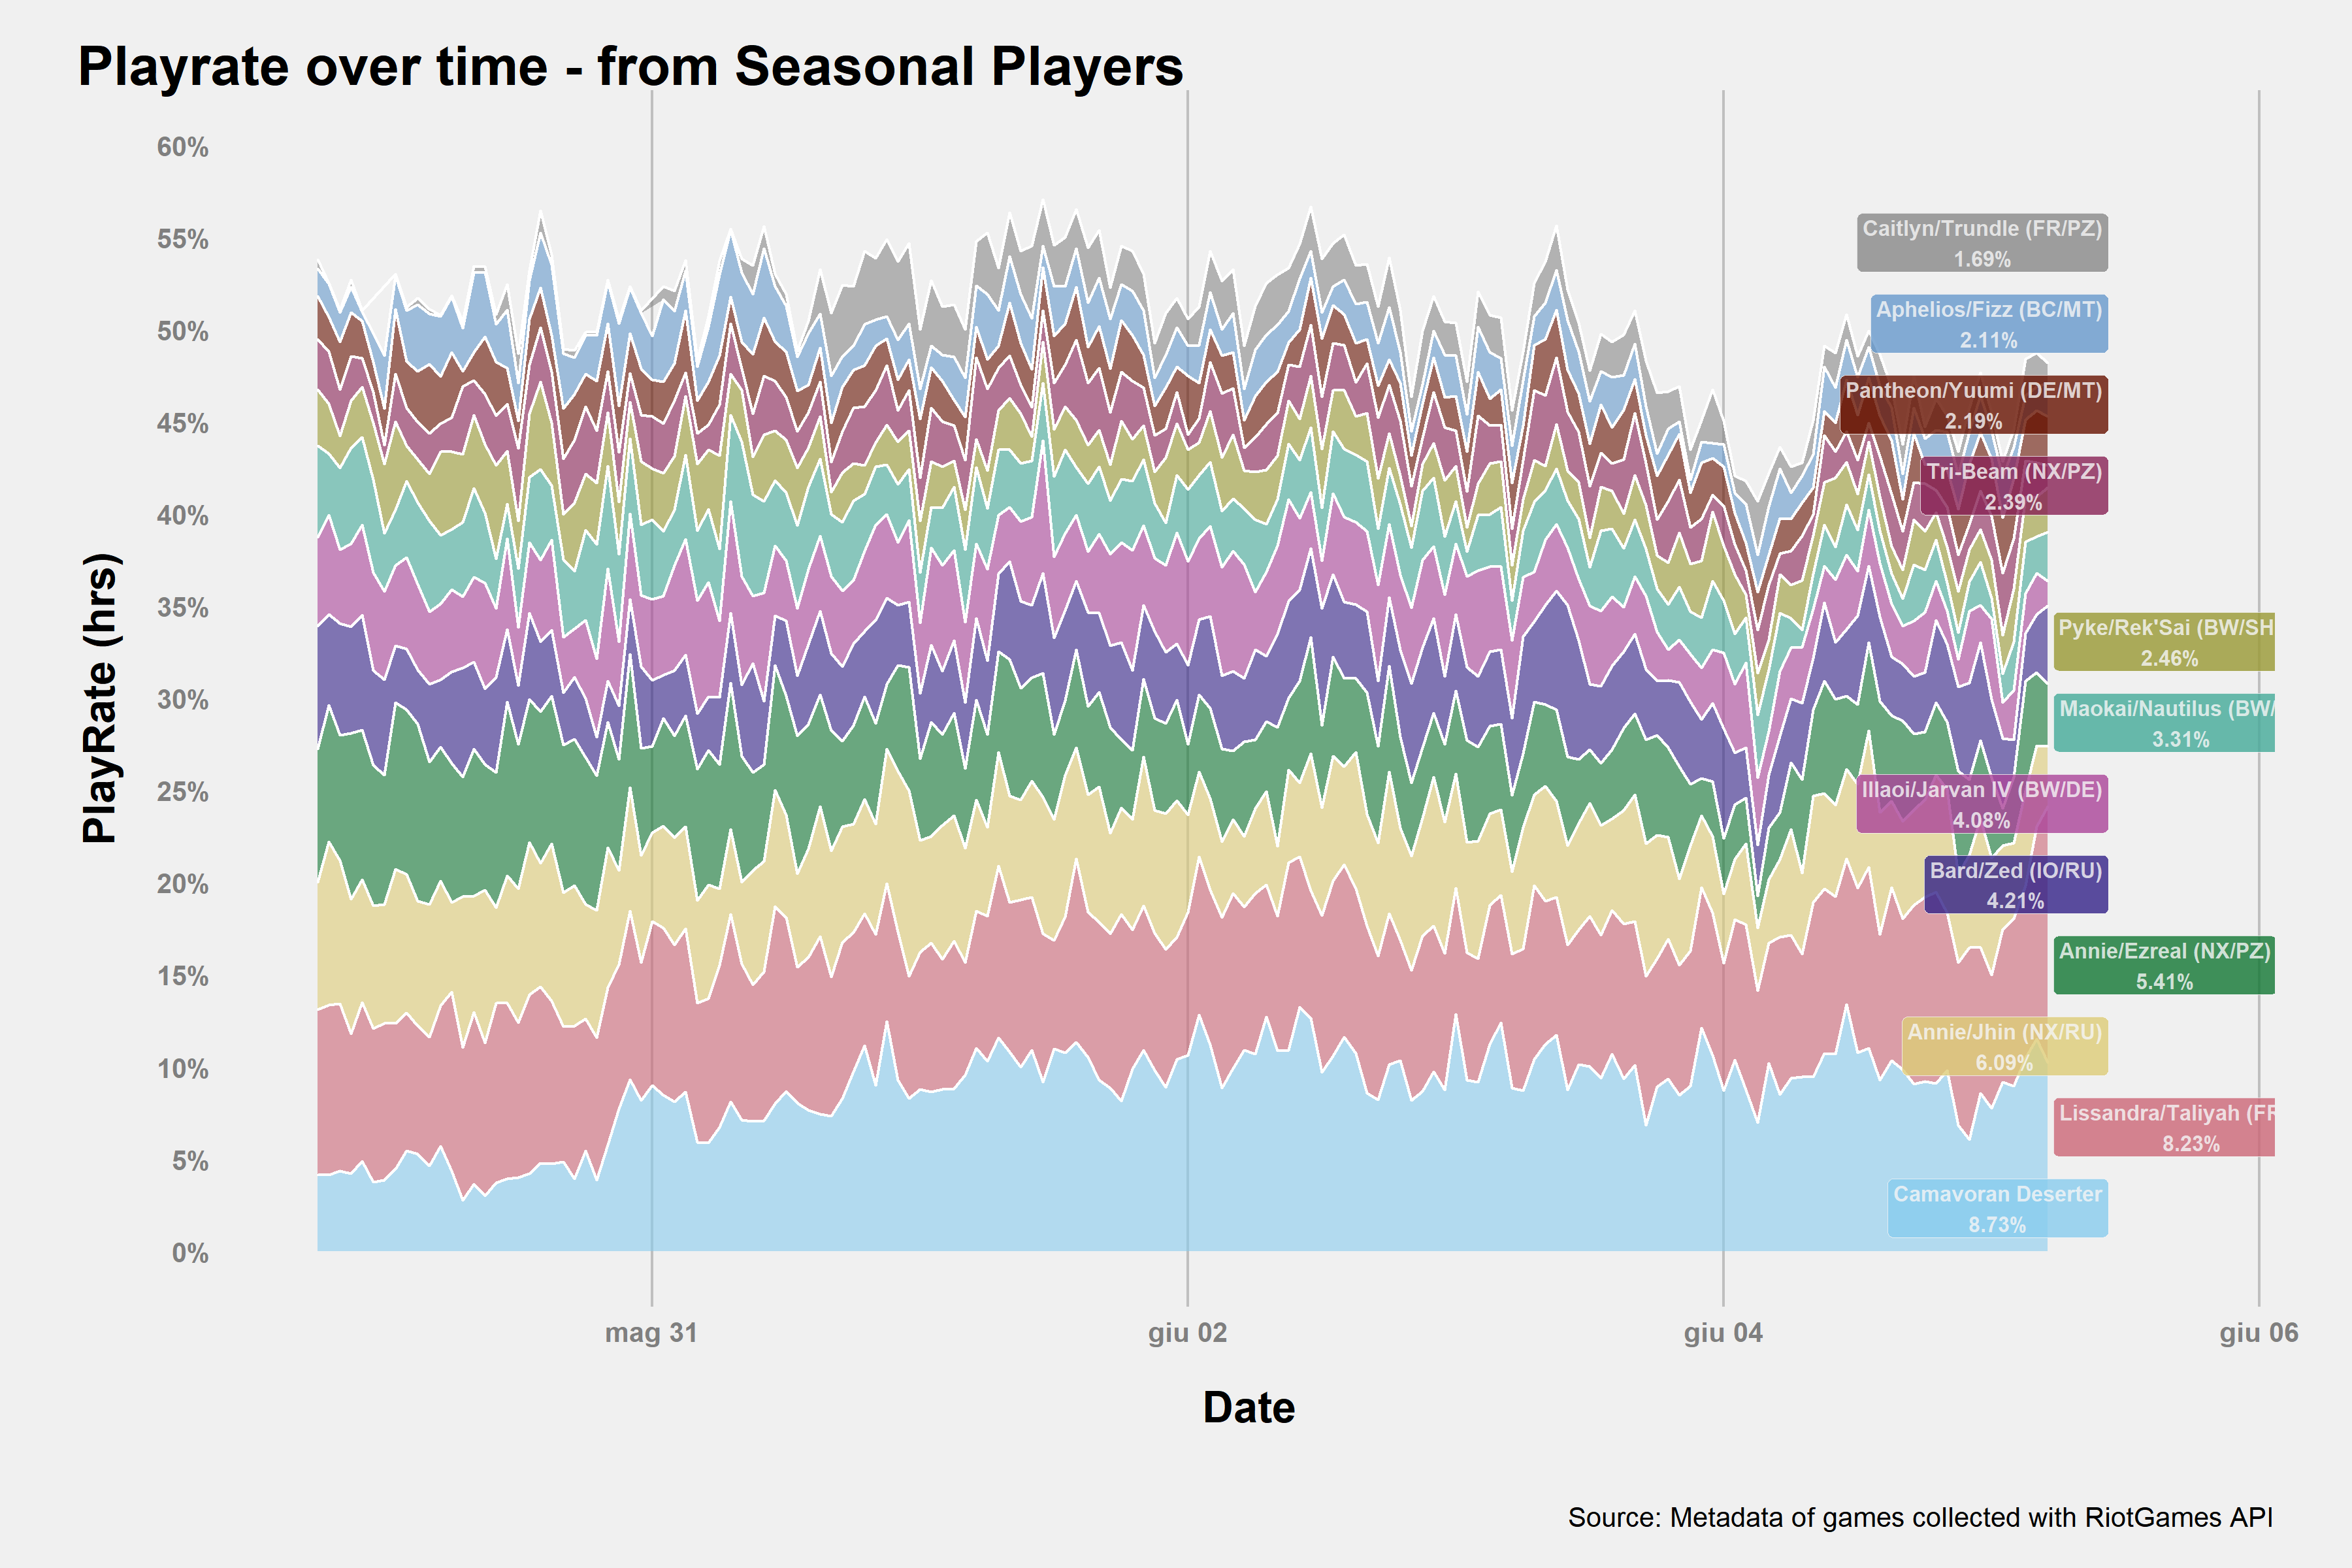 Playrate over time - from Seasonal Players
PlayRate (hrs)
60%
55%
50%
45%
40%
35%
30%
25%
20%
15%
10%
5%
0%
Caitlyn/Trundle (FR/PZ)
1.69%
Aphelios/Fizz (BC/MT)
2.11%
Pantheon/Yuumi (DE/MT)
2.19%
Tri-Beam (NX/PZ)
2.39%
Pyke/Rek'Sai (BW/SH
2.46%
Maokai/Nautilus (BW/
3.31%
Illaoi/Jarvan IV (BW/DE)
4.08%
Bard/Zed (IO/RU)
4.21%
Annie/Ezreal (NX/PZ)
5.41%
Annie/Jhin (NX/RU)
6.09%
Lissandra/Taliyah (FR
8.23%
Camavoran Deserter
8.73%
mag 31
giu 02
giu 04
giu 06
Date
Source: Metadata of games collected with RiotGames API